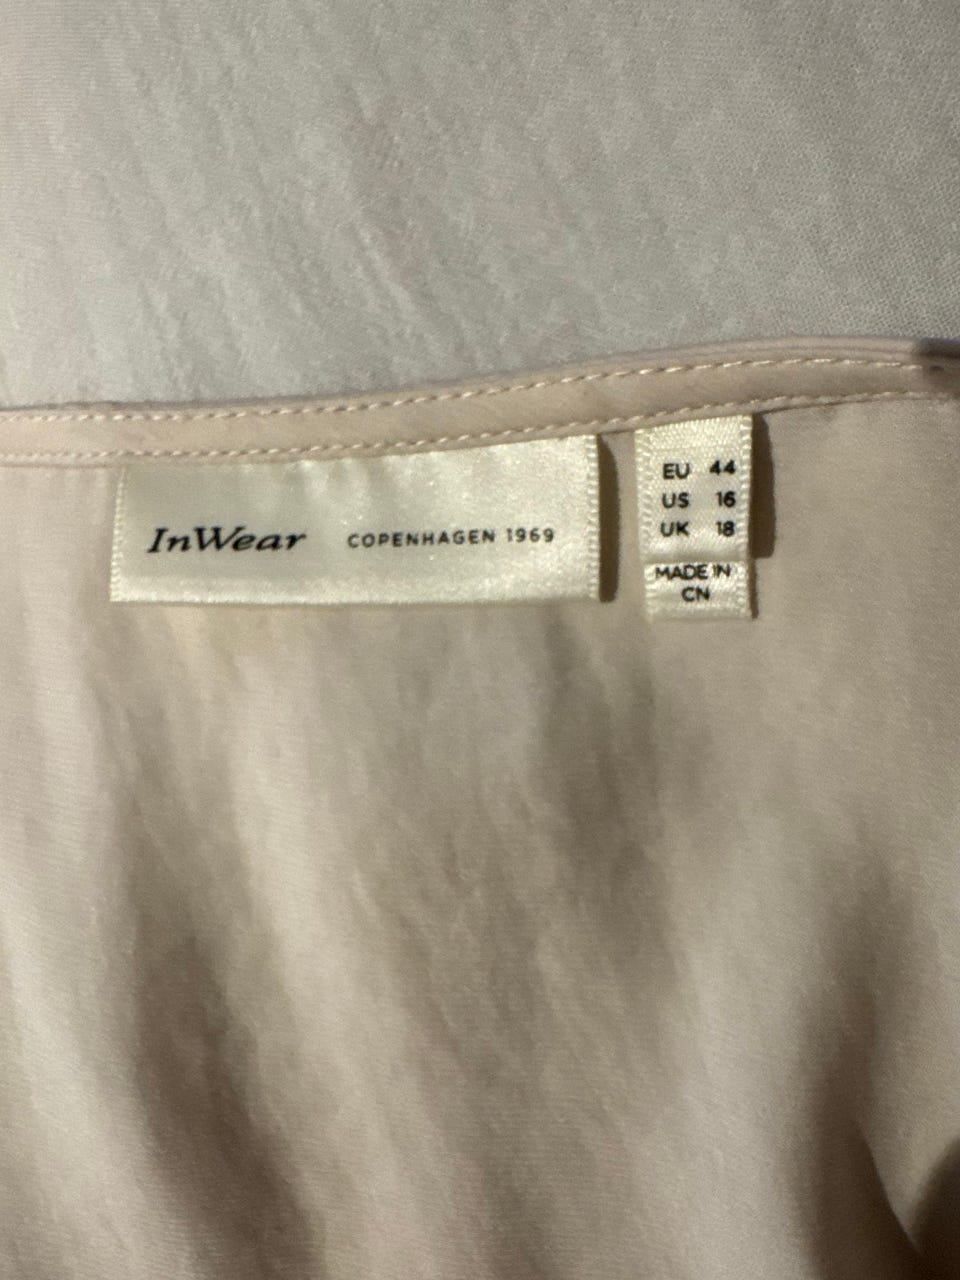 InWear COPENHAGEN 1969
EU 44
US 16
UK 18
MADE IN
CN